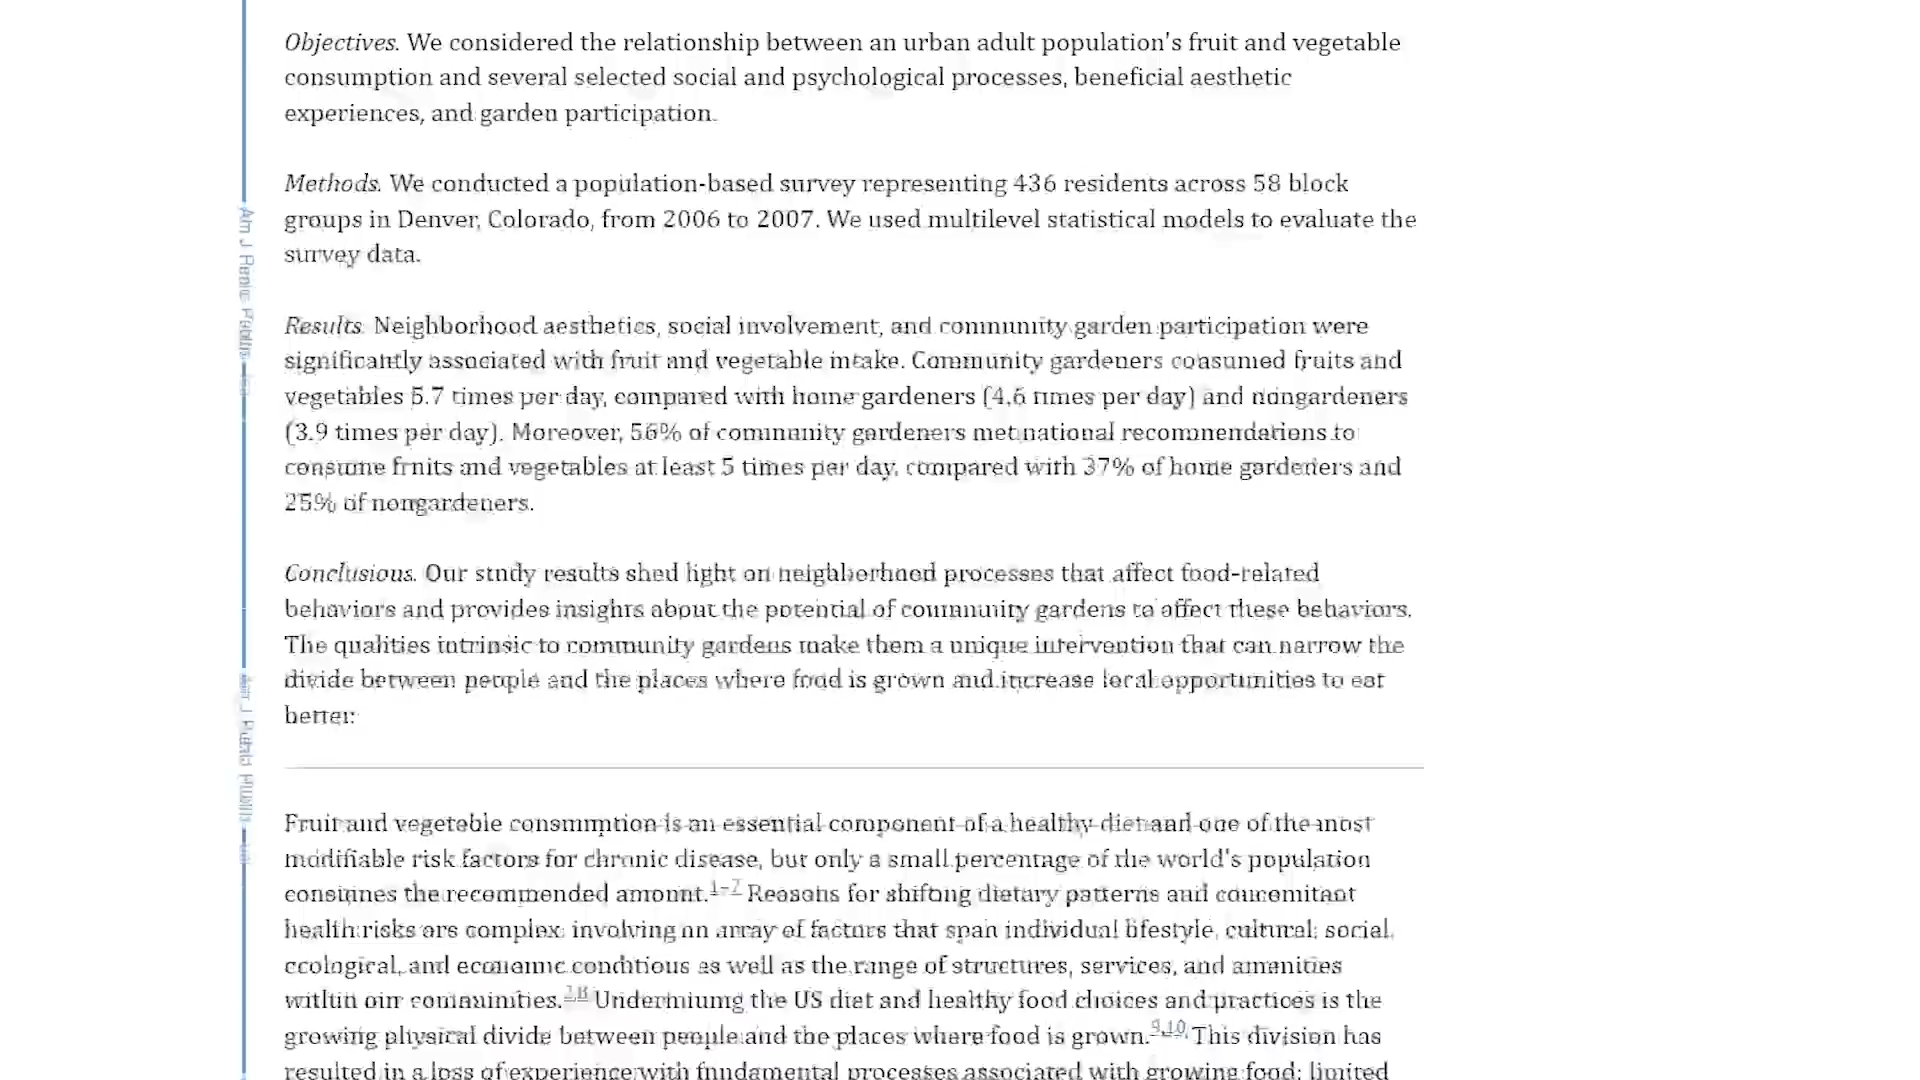 Objectives. We considered the relationship between an urban adult population's fruit and vegetable
consumption and several selected social and psychological processes, beneficial aesthetic
experiences, and garden participation.
Methods. We conducted a population-based survey representing 436 residents across 58 block
groups in Denver, Colorado, from 2006 to 2007. We used multilevel statistical models to evaluate the
survey data.
Results. Neighborhood aesthetics, social involvement, and community garden participation were
significantly associated with fruit and vegetable intake. Community gardeners consumed fruits and
vegetables 5.7 times per day, compared with home gardeners (4.6 times per day) and nongardeners
(3.9 times per day). Moreover, 56% of community gardeners met national recommendations to
consume fruits and vegetables at least 5 times per day, compared with 37% of home gardeners and
25% of nongardeners.
Conclusions. Our study results shed light on neighborhood processes that affect food-related
behaviors and provides insights about the potential of community gardens to affect these behaviors.
The qualities intrinsic to community gardens make them a unique intervention that can narrow the
divide between people and the places where food is grown and increase local opportunities to eat
better.
Fruit and vegetable consumption is an essential component of a healthy diet and one of the most
modifiable risk factors for chronic disease, but only a small percentage of the world's population
consumes the recommended amount.1–7 Reasons for shifting dietary patterns and concomitant
health risks are complex, involving an array of factors that span individual lifestyle, cultural, social,
ecological, and economic conditions as well as the range of structures, services, and amenities
within our communities. Undermining the US diet and healthy food choices and practices is the
growing physical divide between people and the places where food is grown.9,10 This division has
resulted in a loss of experience with fundamental processes associated with growing food; limited